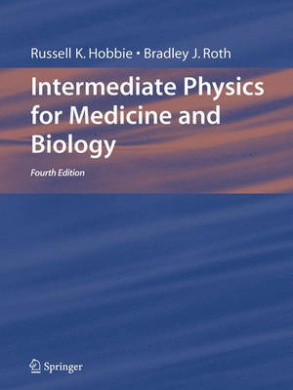 Russell K. Hobbie • Bradley J. Roth
Intermediate Physics
for Medicine and
Biology
Fourth Edition
Springer